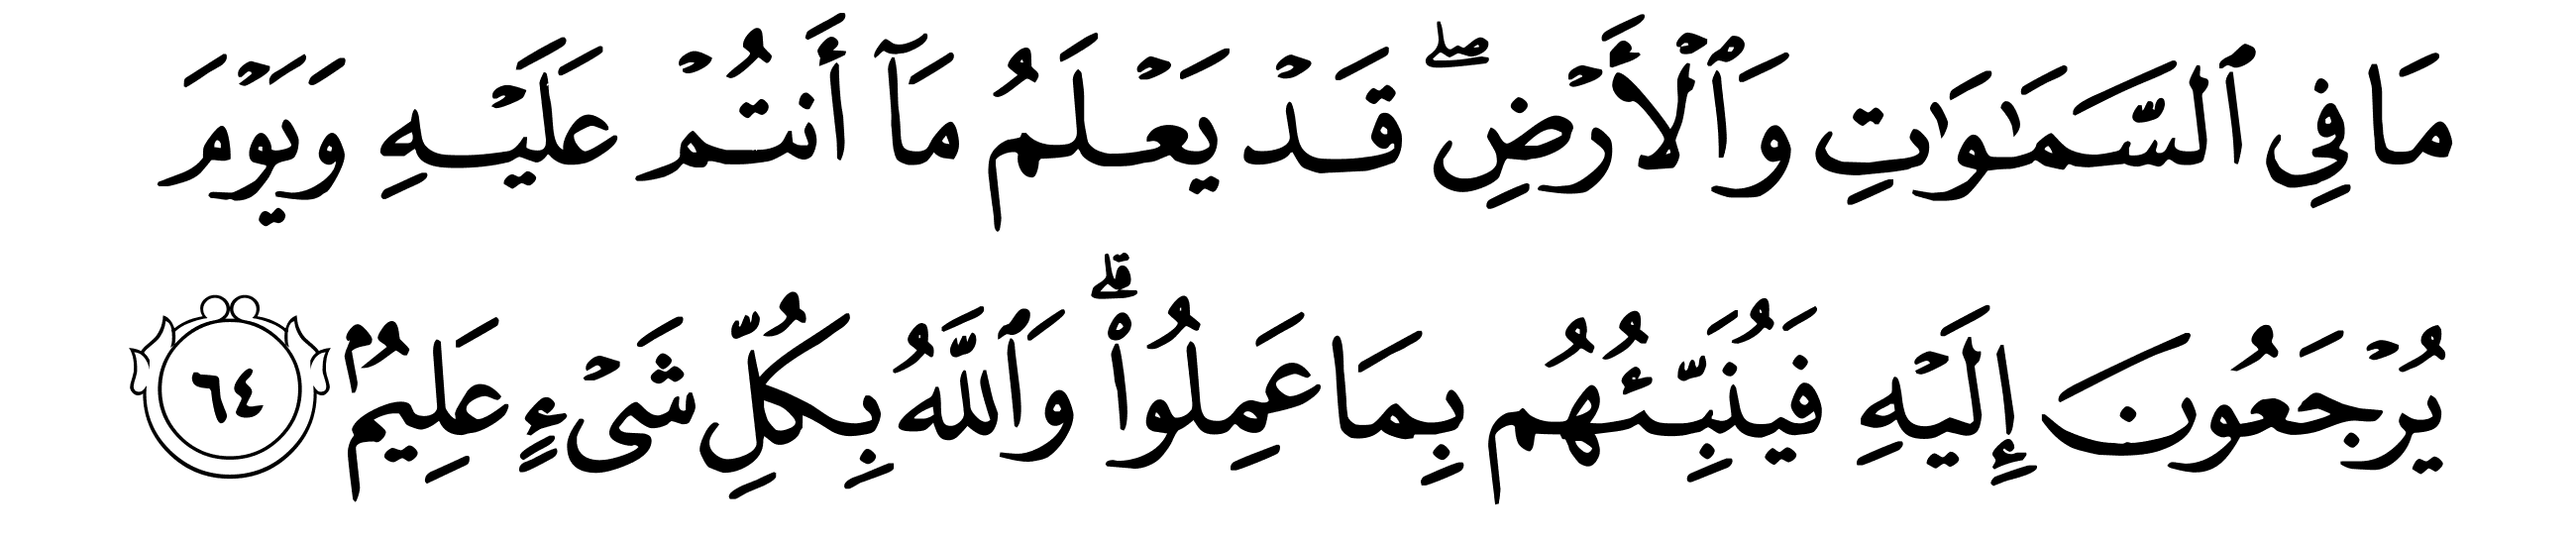 مَا فِي ٱلسَّمَـٰوَٰتِ وَٱلْأَرْضِ ۖ قَدْ يَعْلَمُ مَآ أَنتُمْ عَلَيْهِ وَيَوْمَ
يُرْجَعُونَ إِلَيْهِ فَيُنَبِّئُهُم بِمَا عَمِلُوا۟ ۗ وَٱللَّهُ بِكُلِّ شَىْءٍ عَلِيمٌۢ ٦٤